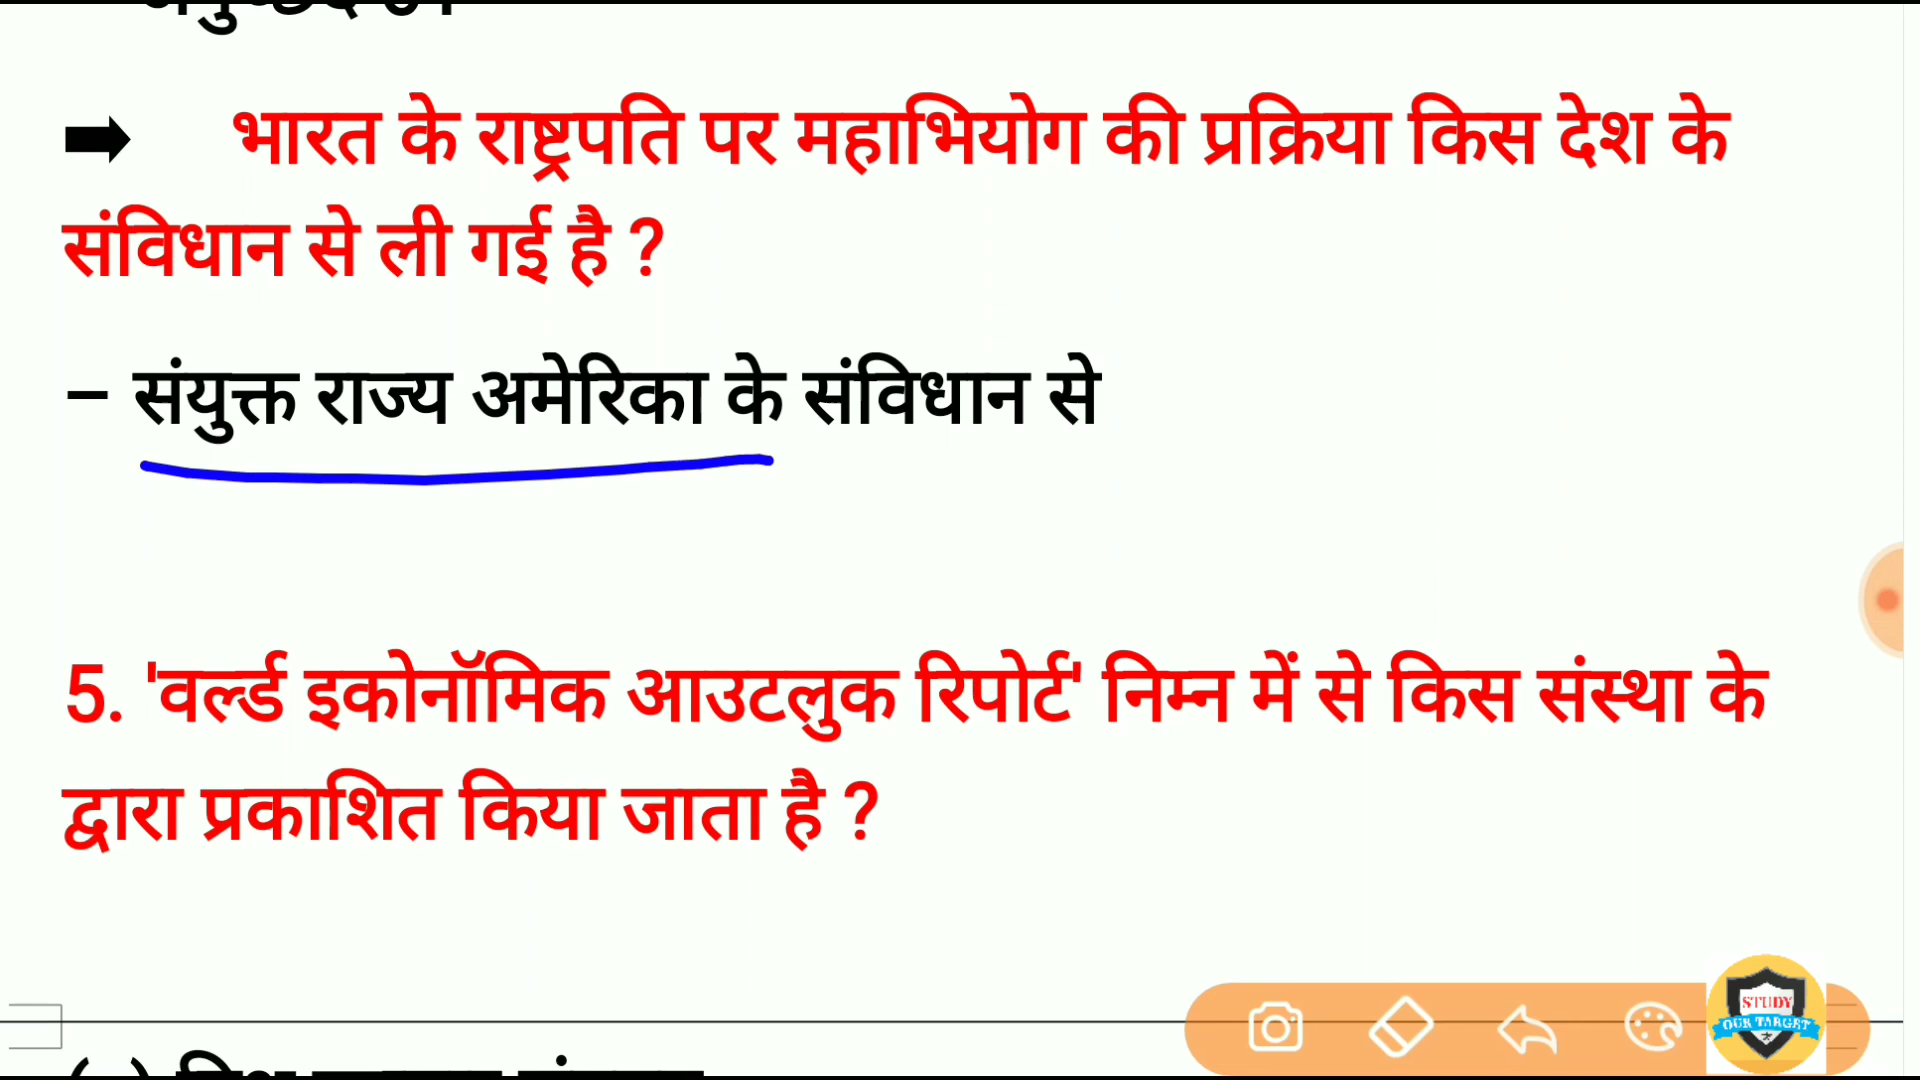 ➡ भारत के राष्ट्रपति पर महाभियोग की प्रक्रिया किस देश के
संविधान से ली गई है ?
– संयुक्त राज्य अमेरिका के संविधान से
5. 'वर्ल्ड इकोनॉमिक आउटलुक रिपोर्ट' निम्न में से किस संस्था के
द्वारा प्रकाशित किया जाता है ?
STUDY
OUR TARGET